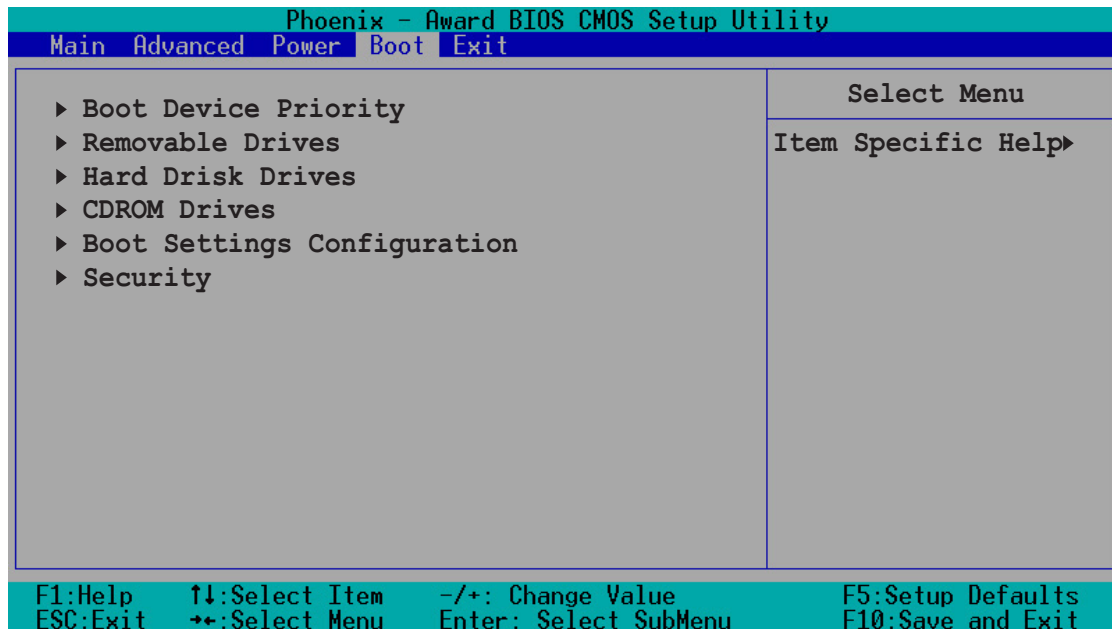 Phoenix - Award BIOS CMOS Setup Utility
Main Advanced Power Boot Exit
Select Menu
Item Specific Help▶
▶ Boot Device Priority
▶ Removable Drives
▶ Hard Drisk Drives
▶ CDROM Drives
▶ Boot Settings Configuration
▶ Security
F1:Help ↑↓:Select Item -/+: Change Value F5:Setup Defaults
ESC:Exit →←:Select Menu Enter: Select SubMenu F10:Save and Exit